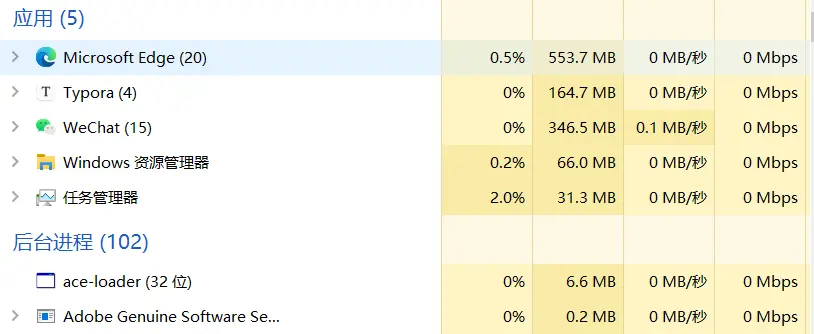 应用 (5)
Microsoft Edge (20) 0.5% 553.7 MB 0 MB/秒 0 Mbps
Typora (4) 0% 164.7 MB 0 MB/秒 0 Mbps
WeChat (15) 0% 346.5 MB 0.1 MB/秒 0 Mbps
Windows 资源管理器 0.2% 66.0 MB 0 MB/秒 0 Mbps
任务管理器 2.0% 31.3 MB 0 MB/秒 0 Mbps
后台进程 (102)
ace-loader (32 位) 0% 6.6 MB 0 MB/秒 0 Mbps
Adobe Genuine Software Se... 0% 0.2 MB 0 MB/秒 0 Mbps